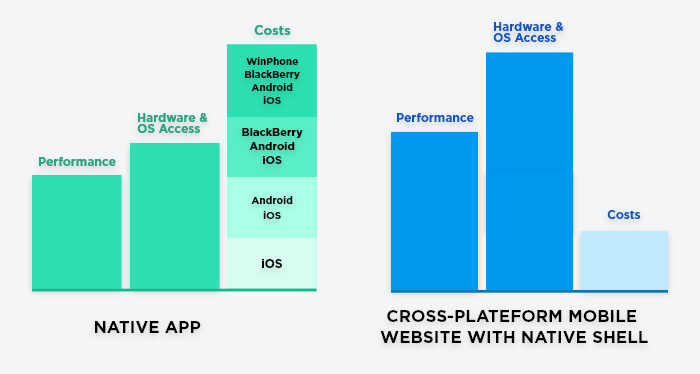 Costs
WinPhone
BlackBerry
Android
iOS
Hardware &
OS Access
BlackBerry
Android
iOS
Performance
Android
iOS
iOS
NATIVE APP
Hardware &
OS Access
Performance
Costs
CROSS-PLATEFORM MOBILE
WEBSITE WITH NATIVE SHELL